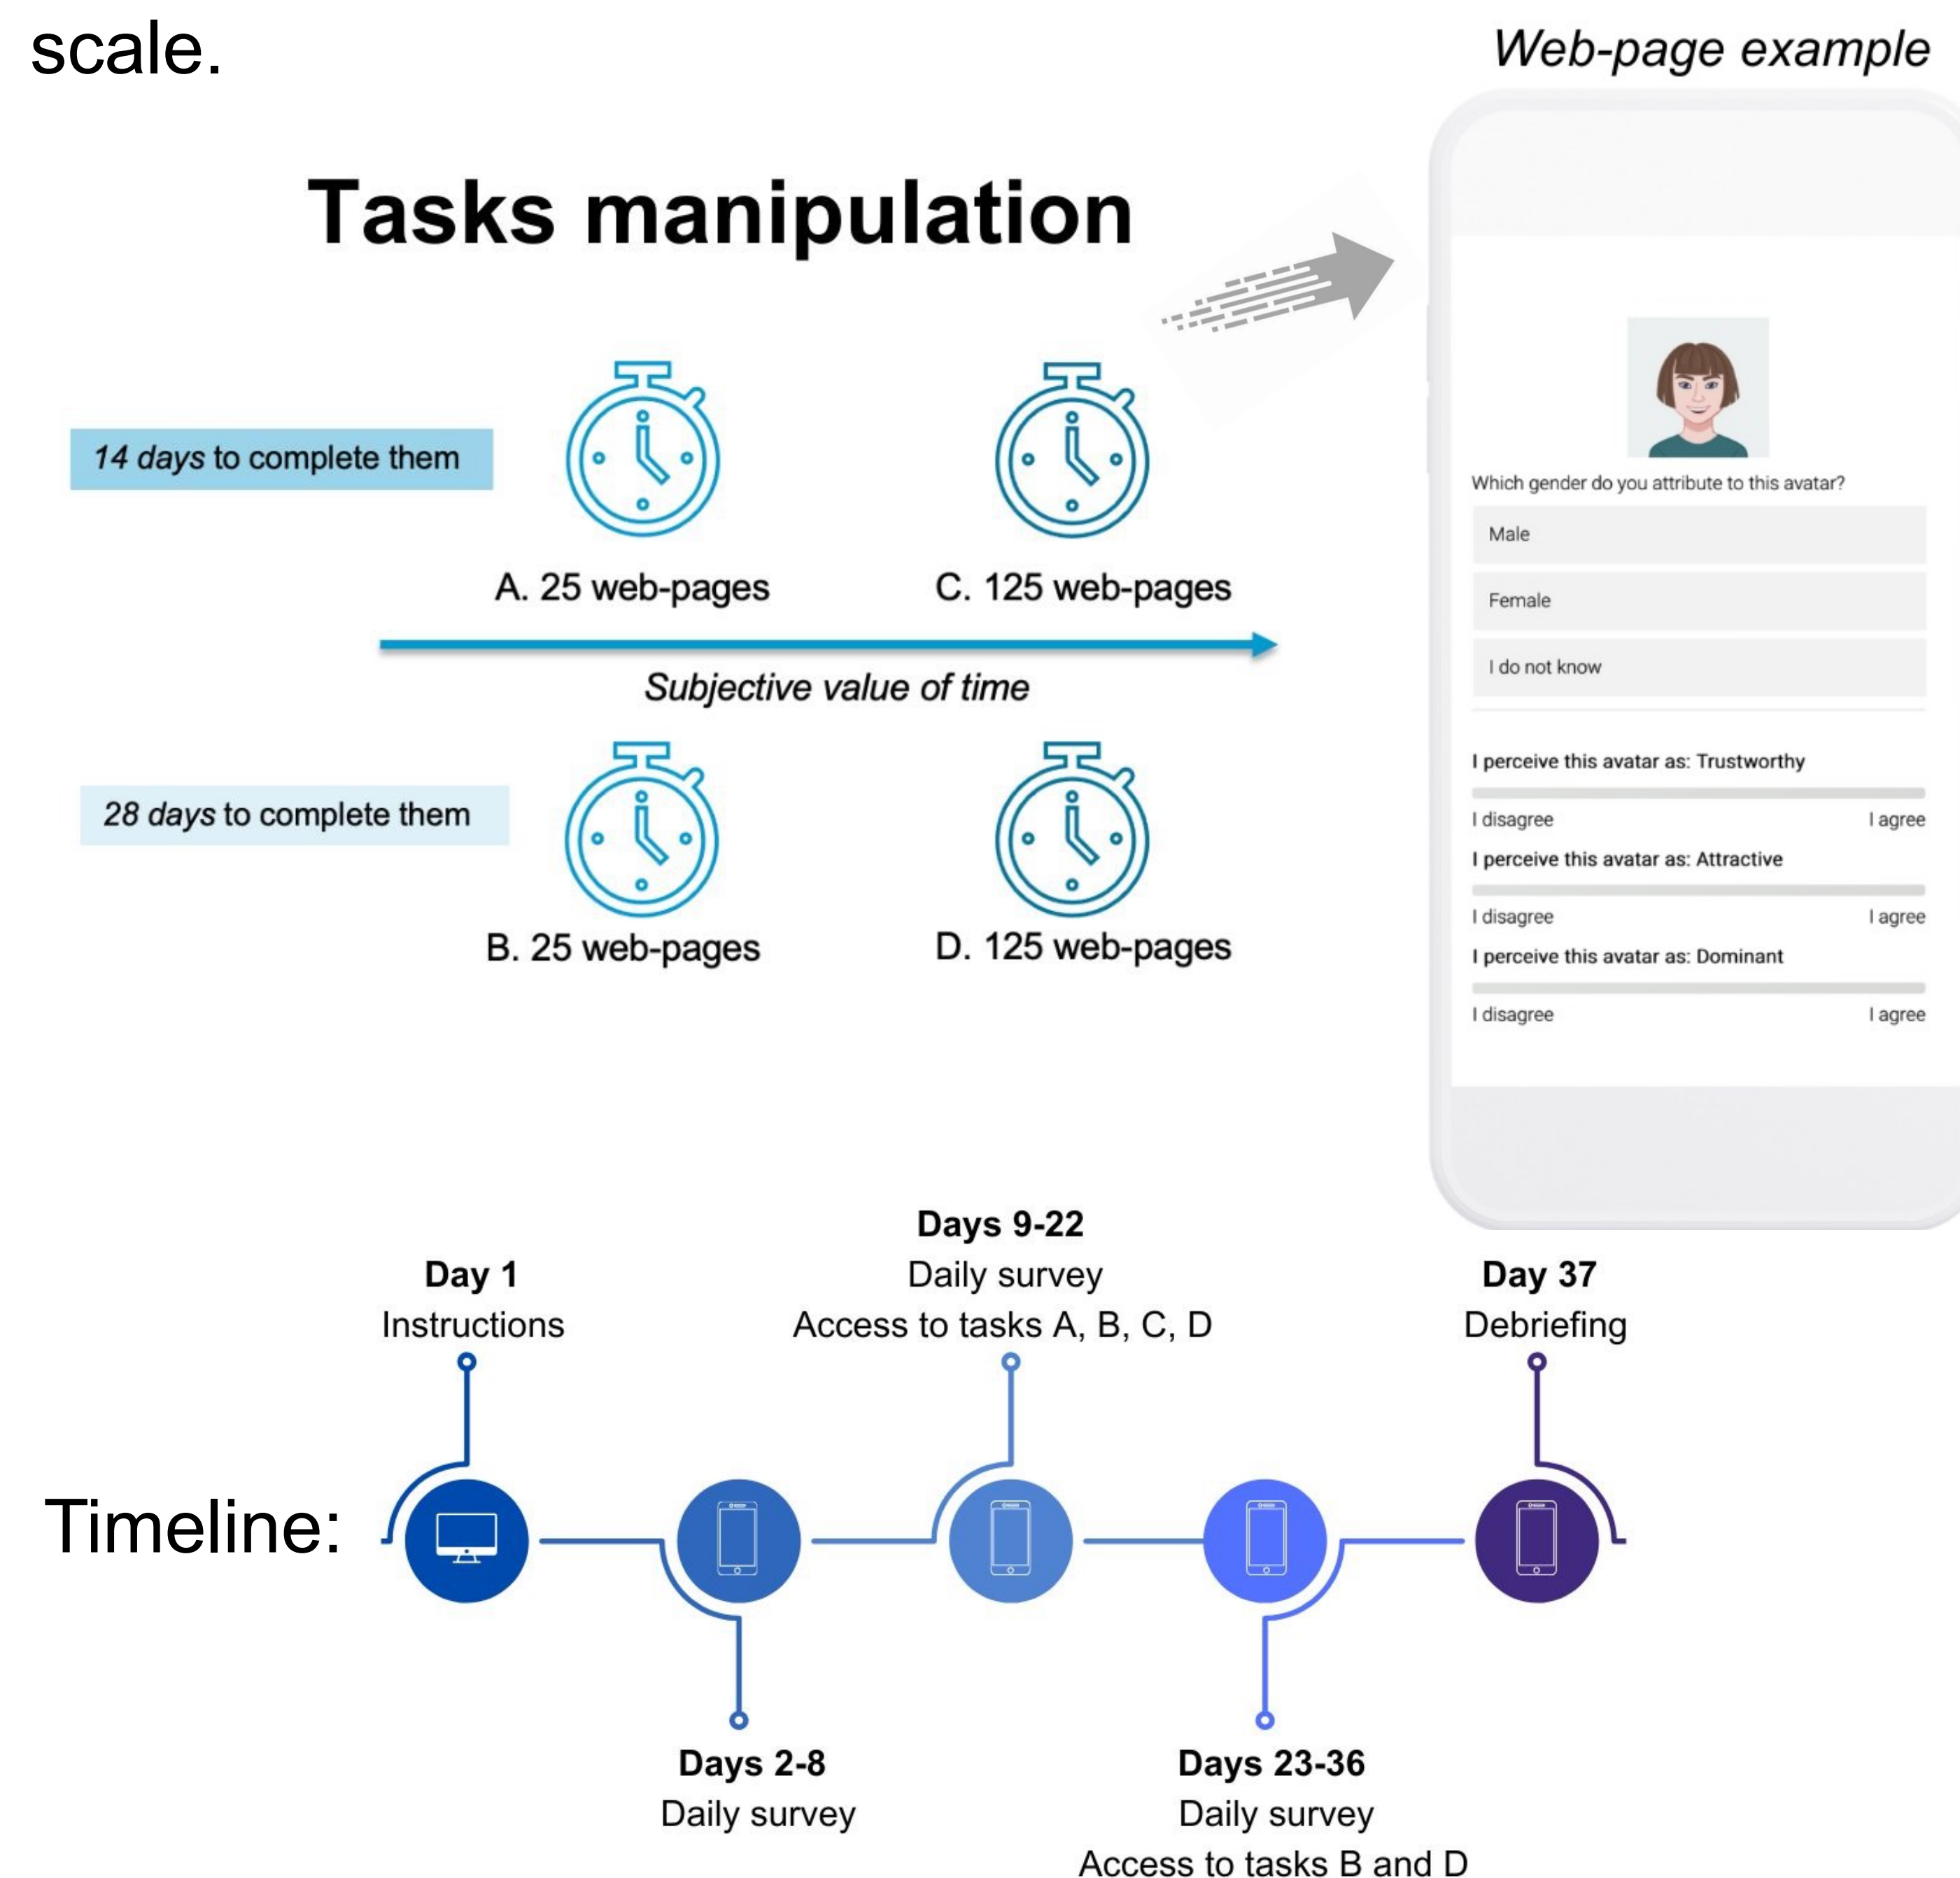 scale.
Web-page example
Tasks manipulation
14 days to complete them
A. 25 web-pages
C. 125 web-pages
Subjective value of time
28 days to complete them
B. 25 web-pages
D. 125 web-pages
Which gender do you attribute to this avatar?
Male
Female
I do not know
I perceive this avatar as: Trustworthy
I disagree I agree
I perceive this avatar as: Attractive
I disagree I agree
I perceive this avatar as: Dominant
I disagree I agree
Timeline:
Day 1
Instructions
Days 2-8
Daily survey
Days 9-22
Daily survey
Access to tasks A, B, C, D
Days 23-36
Daily survey
Access to tasks B and D
Day 37
Debriefing